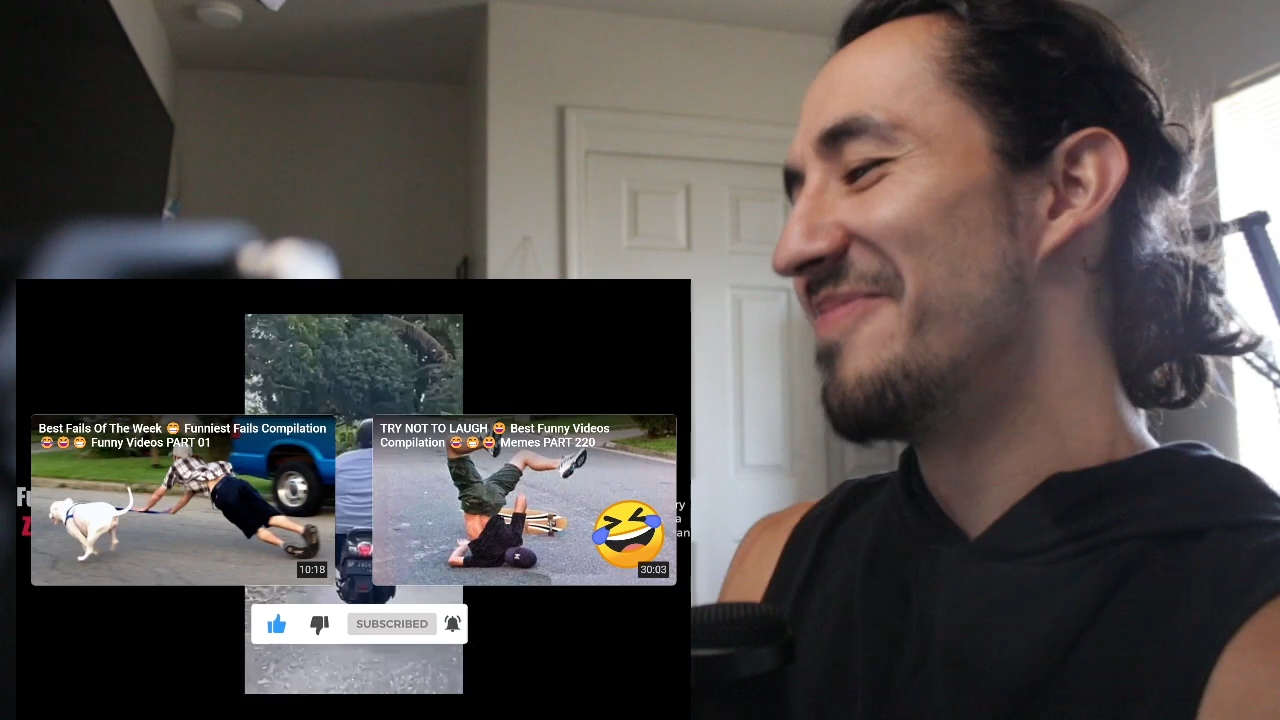 Best Fails Of The Week 😁 Funniest Fails Compilation
😂 😂 😁 Funny Videos PART 01
10:18
TRY NOT TO LAUGH 😂 Best Funny Videos
Compilation 😂 😁 😂 Memes PART 220
30:03
SUBSCRIBED